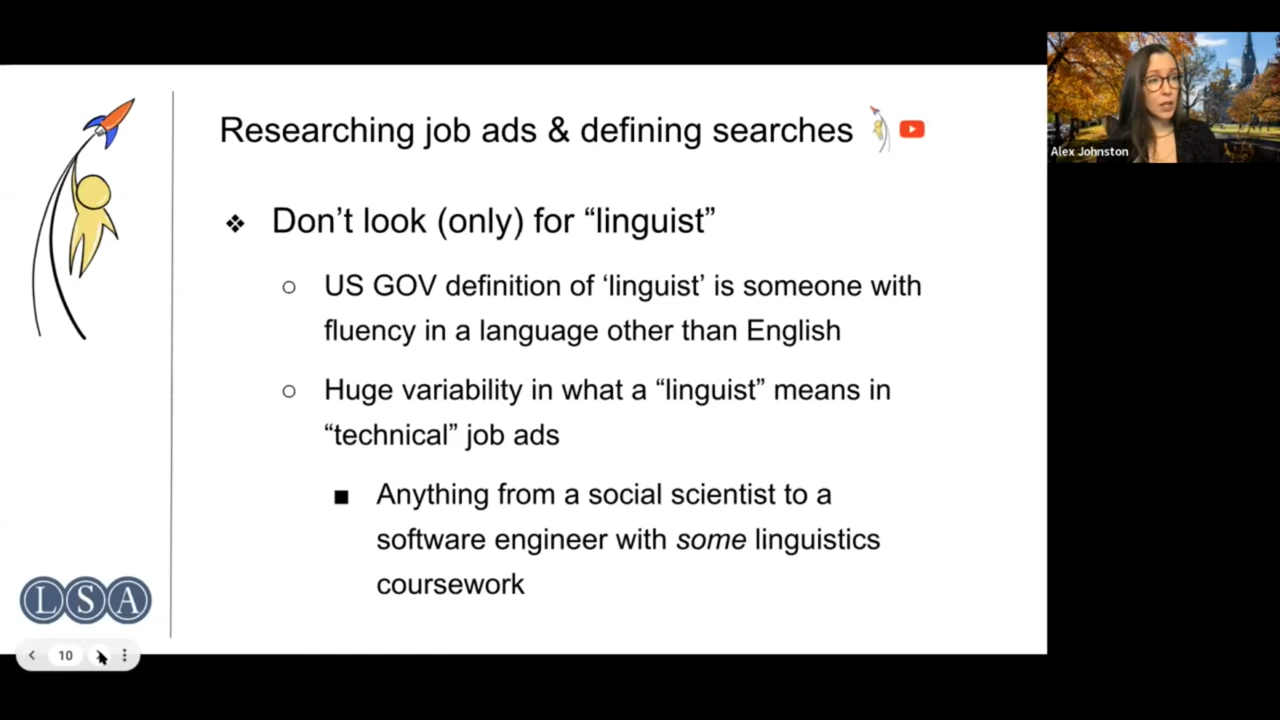 Researching job ads & defining searches
Alex Johnston
❖ Don’t look (only) for “linguist”
○ US GOV definition of ‘linguist’ is someone with
fluency in a language other than English
○ Huge variability in what a “linguist” means in
“technical” job ads
■ Anything from a social scientist to a
software engineer with some linguistics
coursework
LSA
10